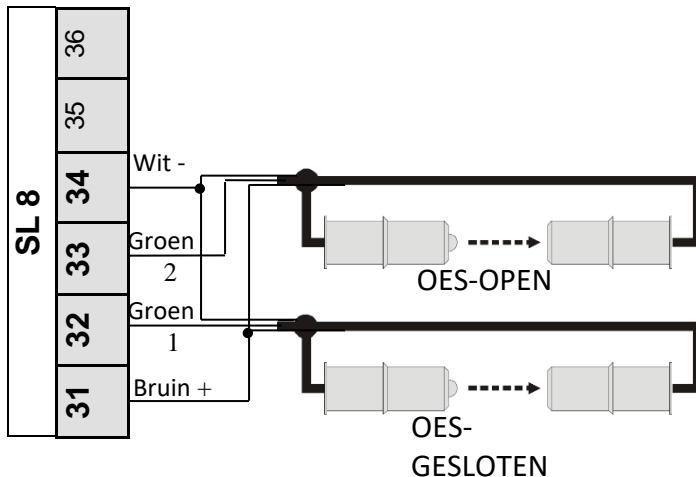 SL 8
36
35
34
Wit -
33
Groen
2
32
Groen
1
31
Bruin +
OES-OPEN
OES-
GESLOTEN